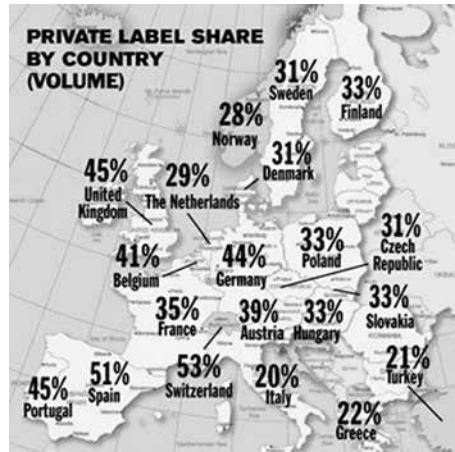 PRIVATE LABEL SHARE
BY COUNTRY
(VOLUME)
31%
Sweden
33%
Finland
28%
Norway
31%
Denmark
45%
United
Kingdom
29%
The Netherlands
41%
Belgium
44%
Germany
33%
Poland
31%
Czech
Republic
35%
France
39%
Austria
33%
Hungary
33%
Slovakia
53%
Switzerland
45%
Portugal
51%
Spain
20%
Italy
21%
Turkey
22%
Greece